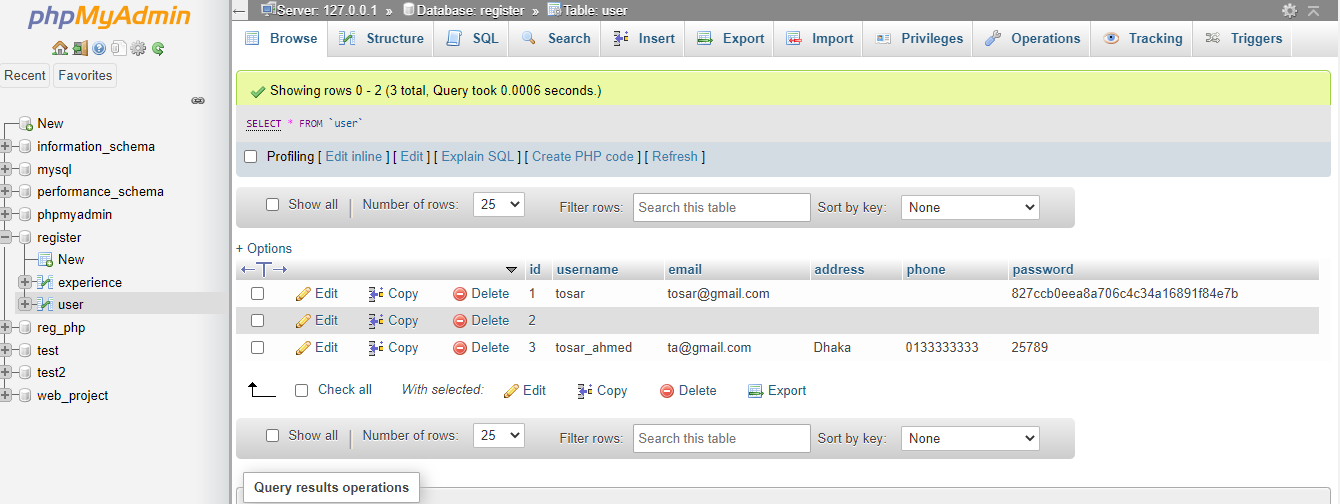 phpMyAdmin
Recent Favorites
New
information_schema
mysql
performance_schema
phpmyadmin
register
New
experience
user
reg_php
test
test2
web_project
Server: 127.0.0.1 » Database: register » Table: user
Browse Structure SQL Search Insert Export Import Privileges Operations Tracking Triggers
Showing rows 0 - 2 (3 total, Query took 0.0006 seconds.)
SELECT * FROM `user`
Profiling [ Edit inline ] [ Edit ] [ Explain SQL ] [ Create PHP code ] [ Refresh ]
Show all | Number of rows: 25 Filter rows: Search this table Sort by key: None
+ Options
←T→ id username email address phone password
Edit Copy Delete 1 tosar tosar@gmail.com 827ccb0eea8a706c4c34a16891f84e7b
Edit Copy Delete 2
Edit Copy Delete 3 tosar_ahmed ta@gmail.com Dhaka 0133333333 25789
Check all With selected: Edit Copy Delete Export
Show all | Number of rows: 25 Filter rows: Search this table Sort by key: None
Query results operations